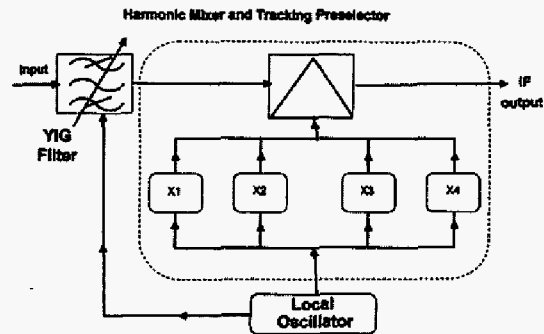 Harmonic Mixer and Tracking Preselector
Input
IF
output
YIG
Filter
X1
X2
X3
X4
Local
Oscillator